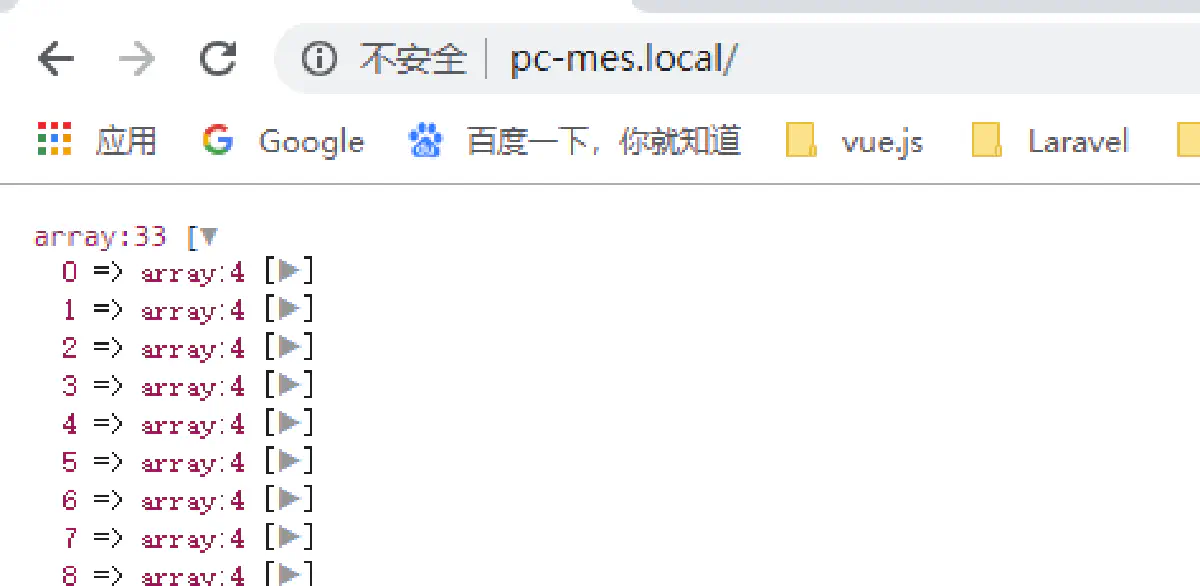 不安全 pc-mes.local/
应用 Google 百度一下，你就知道 vue.js Laravel
array:33 [▼
0 => array:4 [▶]
1 => array:4 [▶]
2 => array:4 [▶]
3 => array:4 [▶]
4 => array:4 [▶]
5 => array:4 [▶]
6 => array:4 [▶]
7 => array:4 [▶]
8 => array:4 [▶]